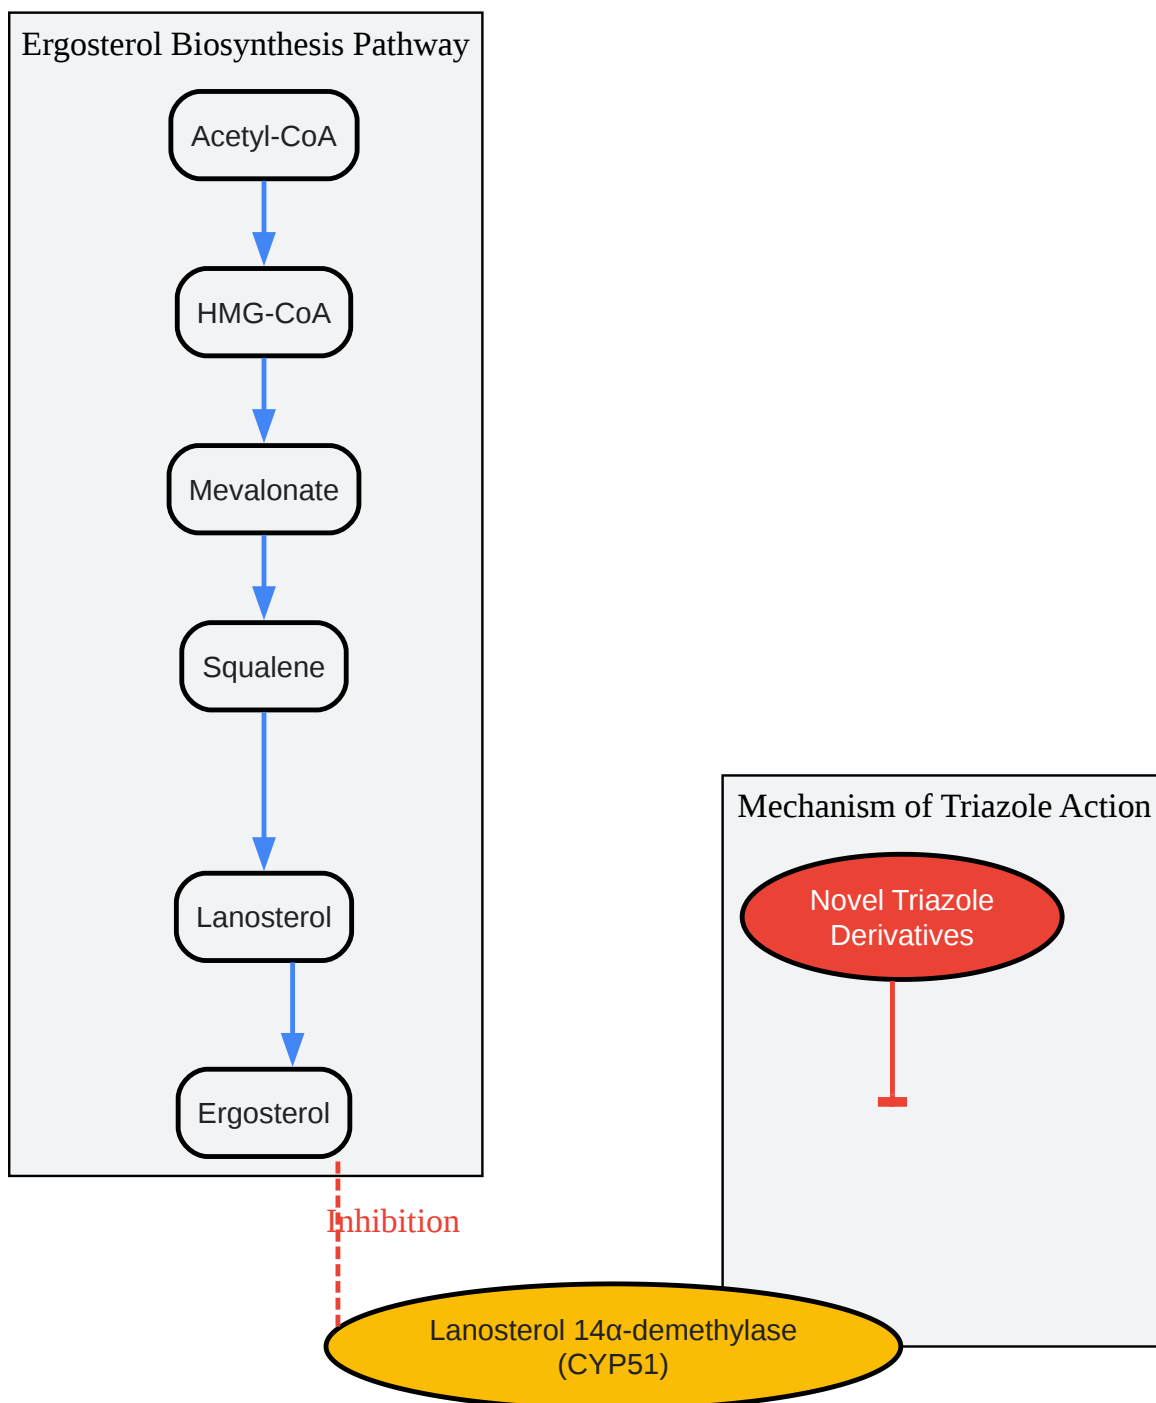 Ergosterol Biosynthesis Pathway
Acetyl-CoA
HMG-CoA
Mevalonate
Squalene
Lanosterol
Ergosterol
Inhibition
Mechanism of Triazole Action
Novel Triazole
Derivatives
Lanosterol 14α-demethylase
(CYP51)